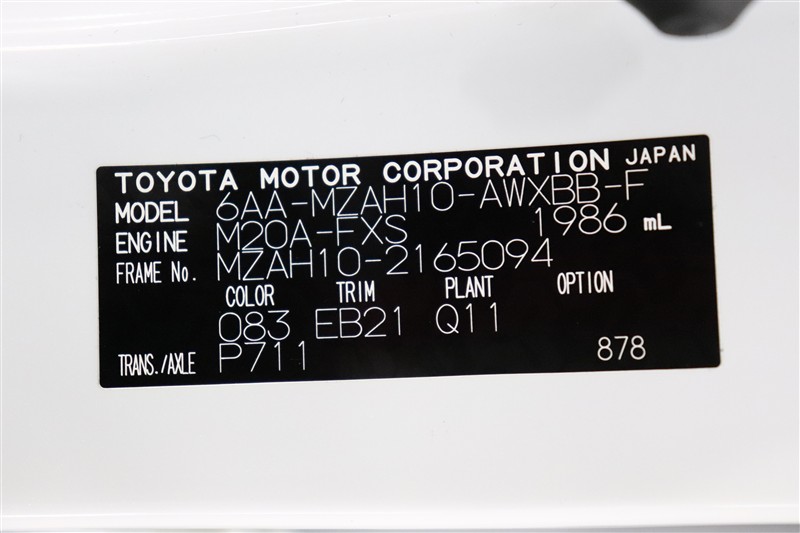 TOYOTA MOTOR CORPORATION JAPAN
MODEL 6AA-MZAH10-AWXBB-F
ENGINE M20A-FXS 1986 mL
FRAME No. MZAH10-2165094
COLOR TRIM PLANT OPTION
083 EB21 Q11
TRANS./AXLE P711 878